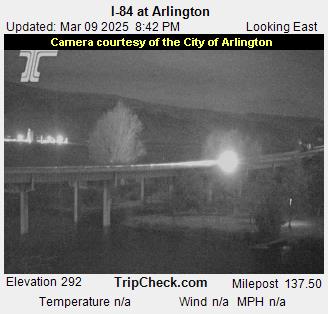 I-84 at Arlington
Updated: Mar 09 2025 8:42 PM Looking East
Camera courtesy of the City of Arlington
Elevation 292 TripCheck.com Milepost 137.50
Temperature n/a Wind n/a MPH n/a